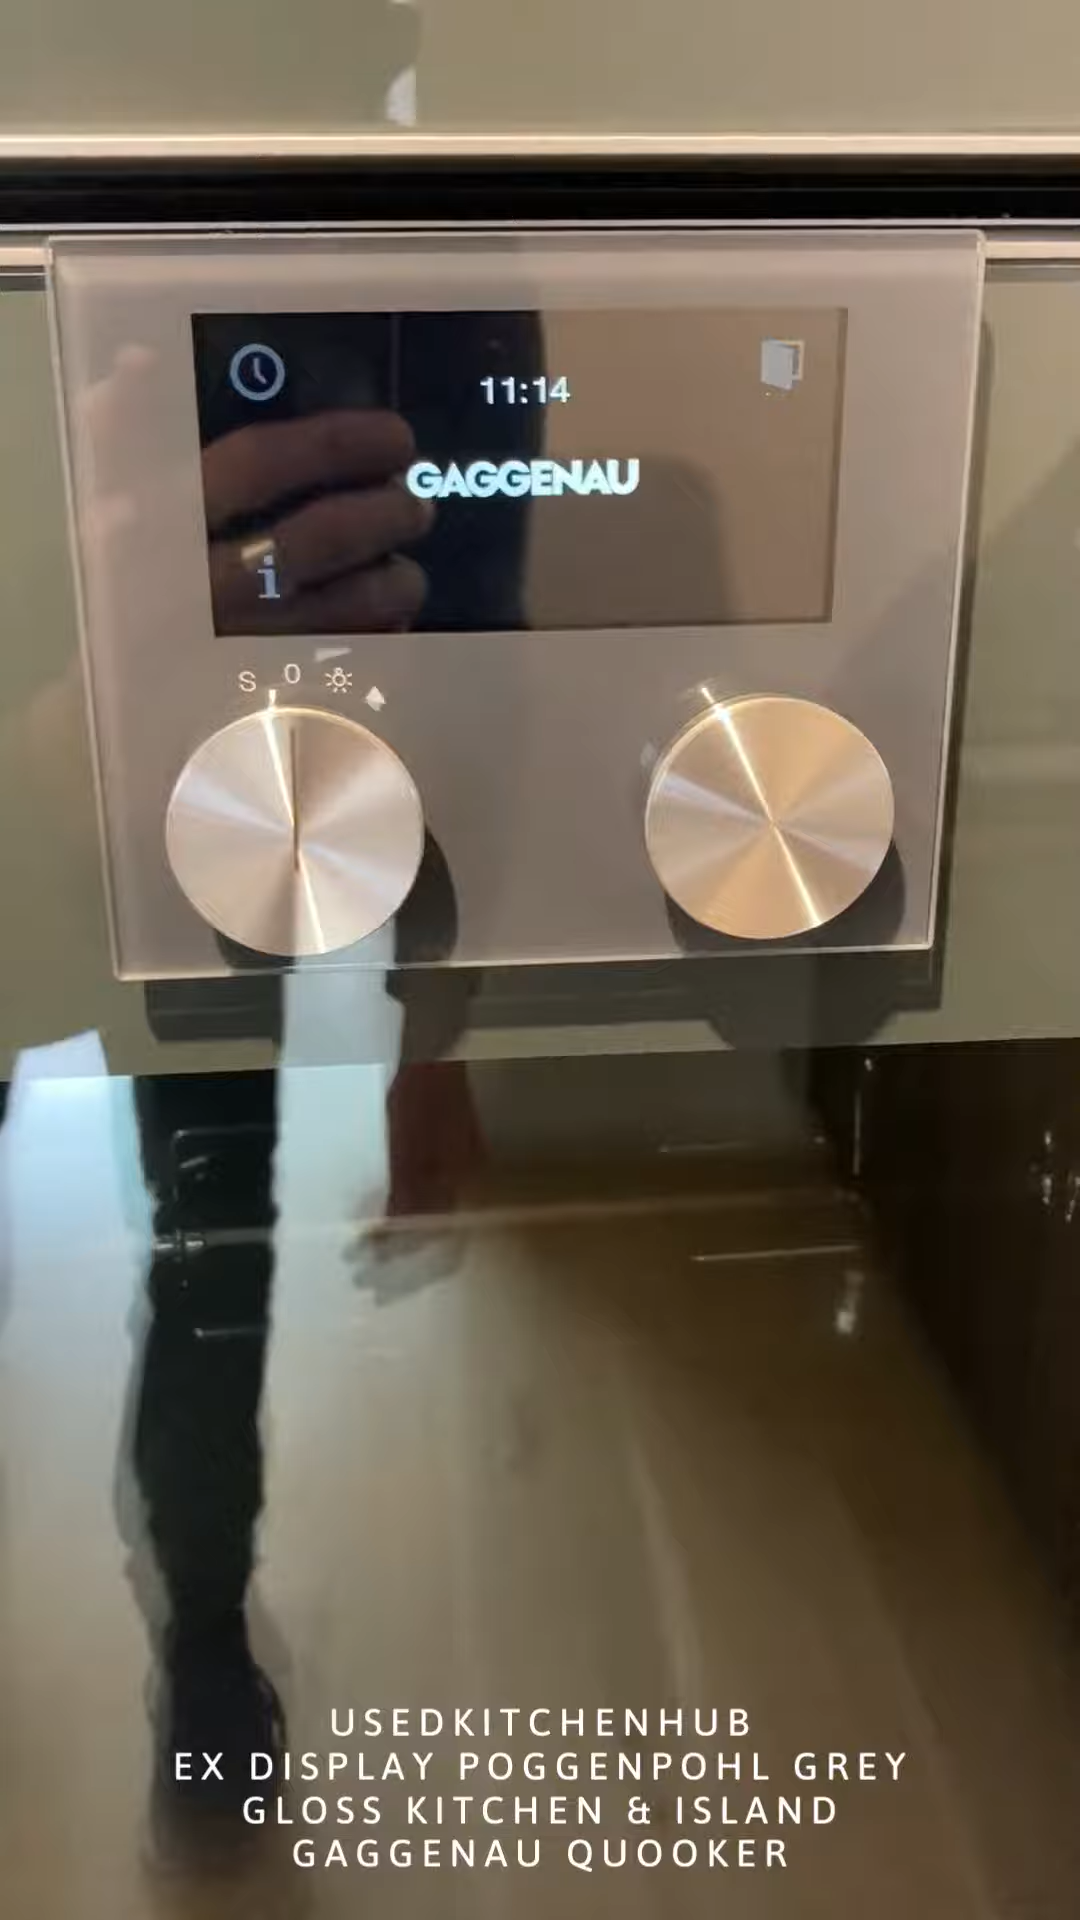 11:14
GAGGENAU
i
S 0
USEDKITCHENHUB
EX DISPLAY POGGENPOHL GREY
GLOSS KITCHEN & ISLAND
GAGGENAU QUOOKER